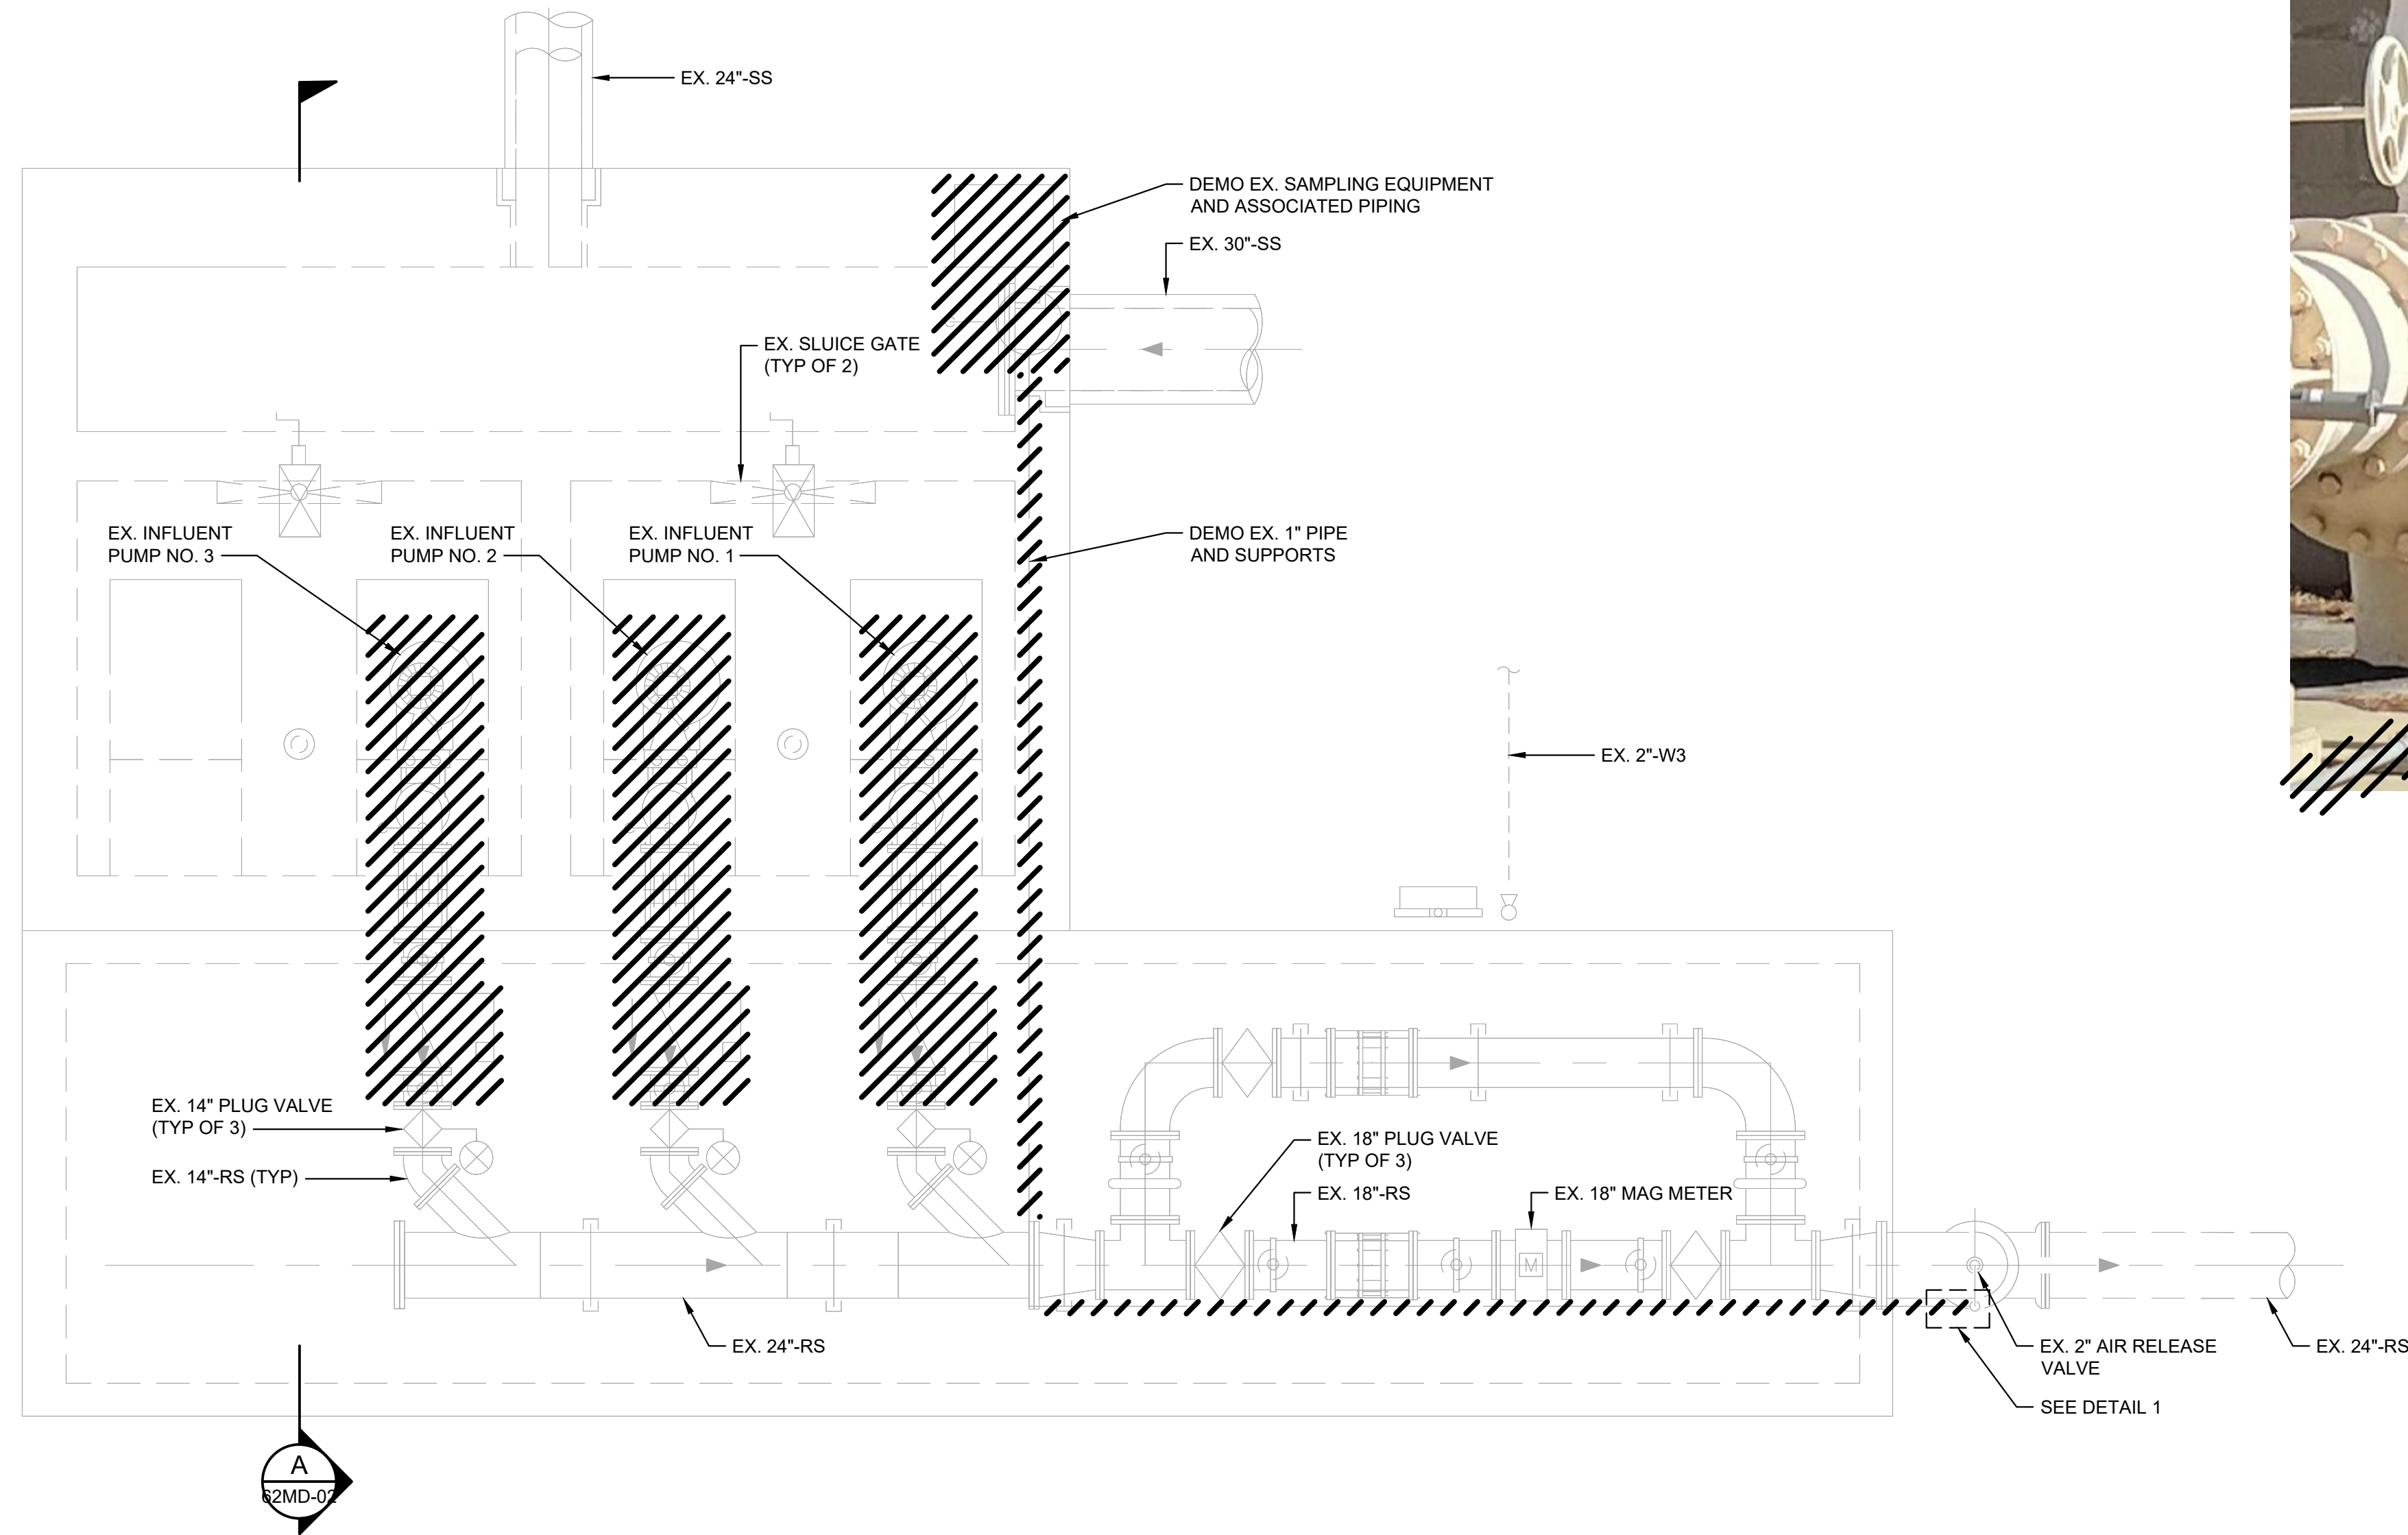 EX. 24"-SS
DEMO EX. SAMPLING EQUIPMENT
AND ASSOCIATED PIPING
EX. 30"-SS
EX. SLUICE GATE
(TYP OF 2)
EX. INFLUENT
PUMP NO. 3
EX. INFLUENT
PUMP NO. 2
EX. INFLUENT
PUMP NO. 1
DEMO EX. 1" PIPE
AND SUPPORTS
EX. 2"-W3
EX. 14" PLUG VALVE
(TYP OF 3)
EX. 14"-RS (TYP)
EX. 18" PLUG VALVE
(TYP OF 3)
EX. 18"-RS
EX. 18" MAG METER
M
EX. 24"-RS
EX. 2" AIR RELEASE
VALVE
EX. 24"-RS
SEE DETAIL 1
A
62MD-02